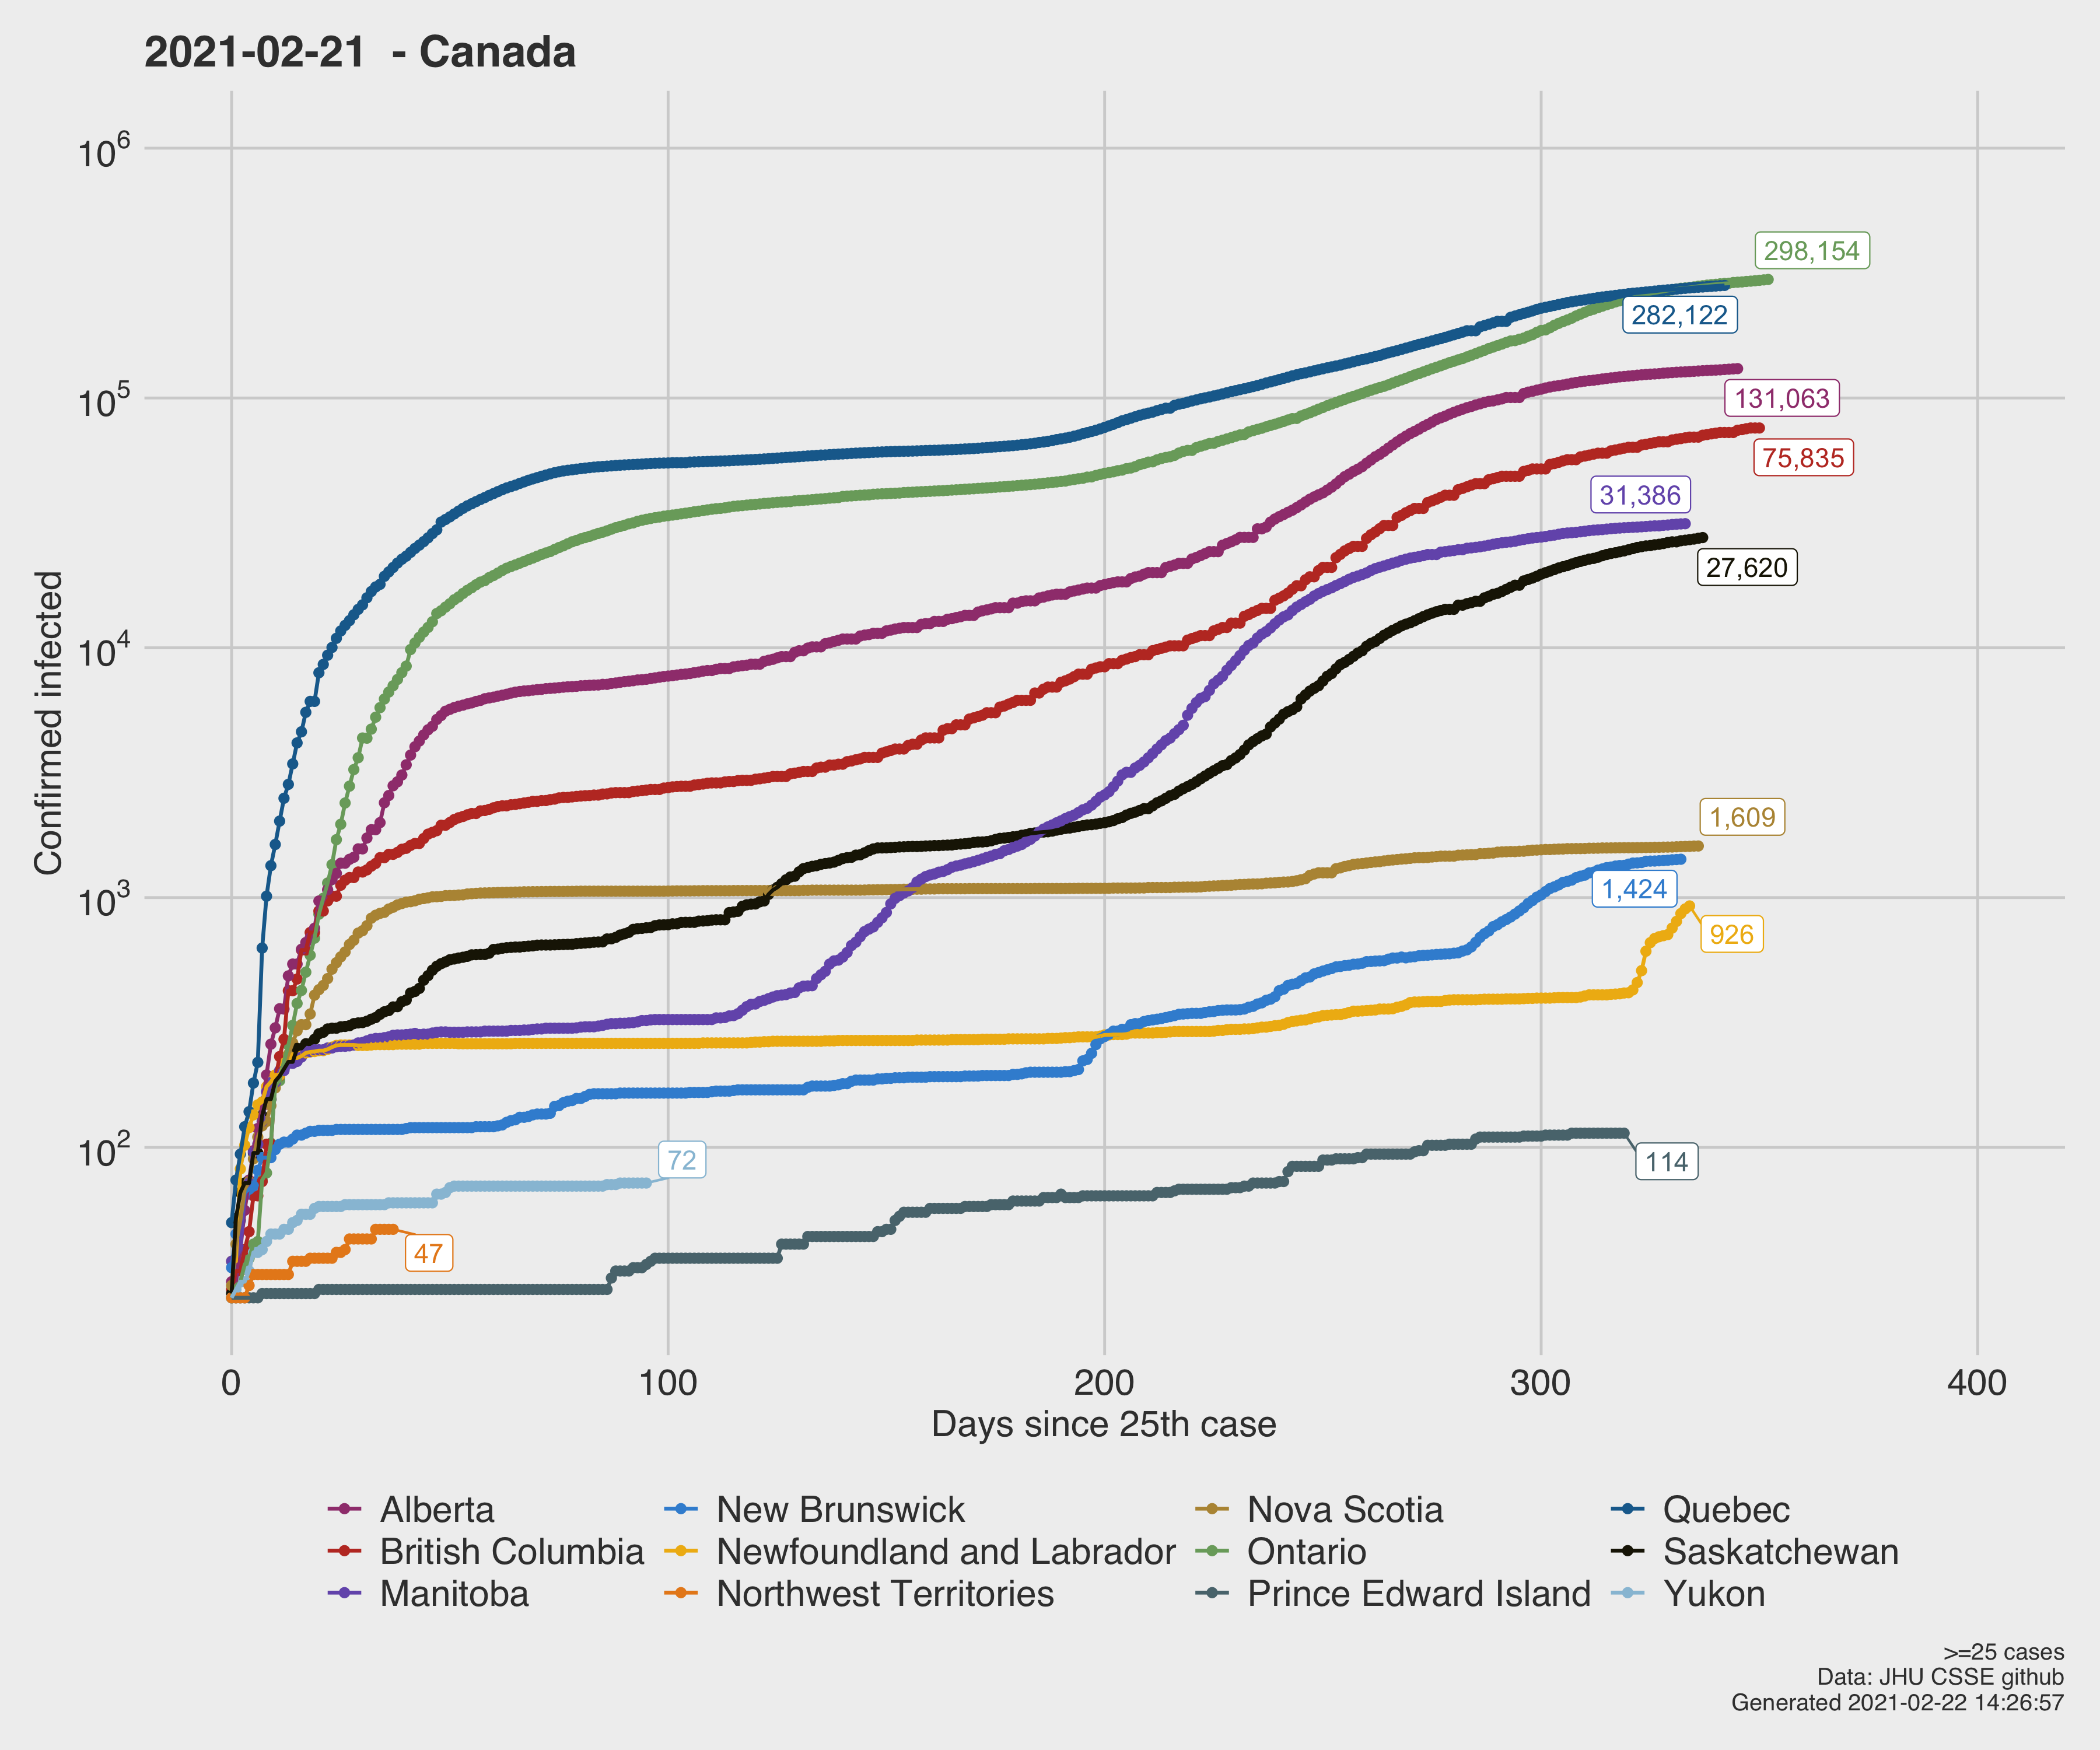 2021-02-21  - Canada
10^6
10^5
10^4
10^3
10^2
Confirmed infected
298,154
282,122
131,063
75,835
31,386
27,620
1,609
1,424
926
72
114
47
0 100 200 300 400
Days since 25th case
Alberta New Brunswick Nova Scotia Quebec
British Columbia Newfoundland and Labrador Ontario Saskatchewan
Manitoba Northwest Territories Prince Edward Island Yukon
>=25 cases
Data: JHU CSSE github
Generated 2021-02-22 14:26:57